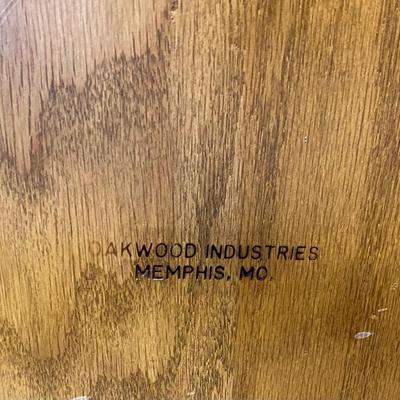 OAKWOOD INDUSTRIES
MEMPHIS, MO.